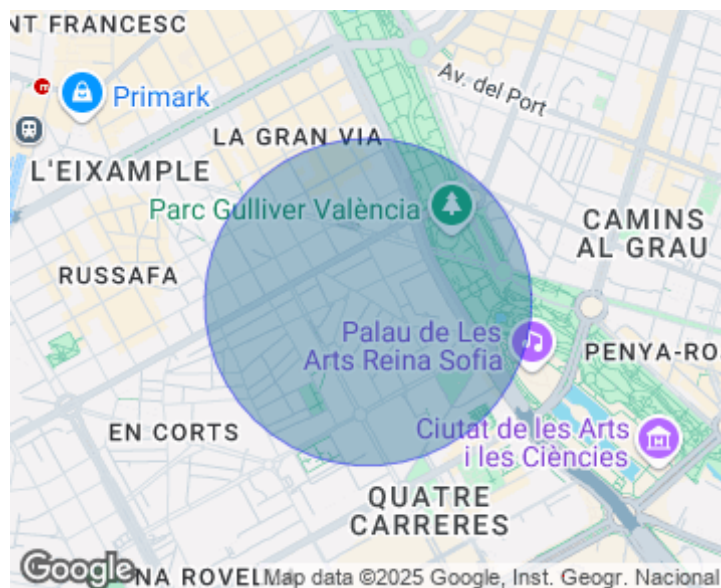 NT FRANCESC
Av. del Port
Primark
LA GRAN VIA
L'EIXAMPLE
Parc Gulliver València
CAMINS
AL GRAU
RUSSAFA
Palau de Les
Arts Reina Sofia
PENYA-RO
EN CORTS
Ciutat de les Arts
i les Ciències
QUATRE
CARRERES
Google
NA ROVEL
Map data ©2025 Google, Inst. Geogr. Nacional